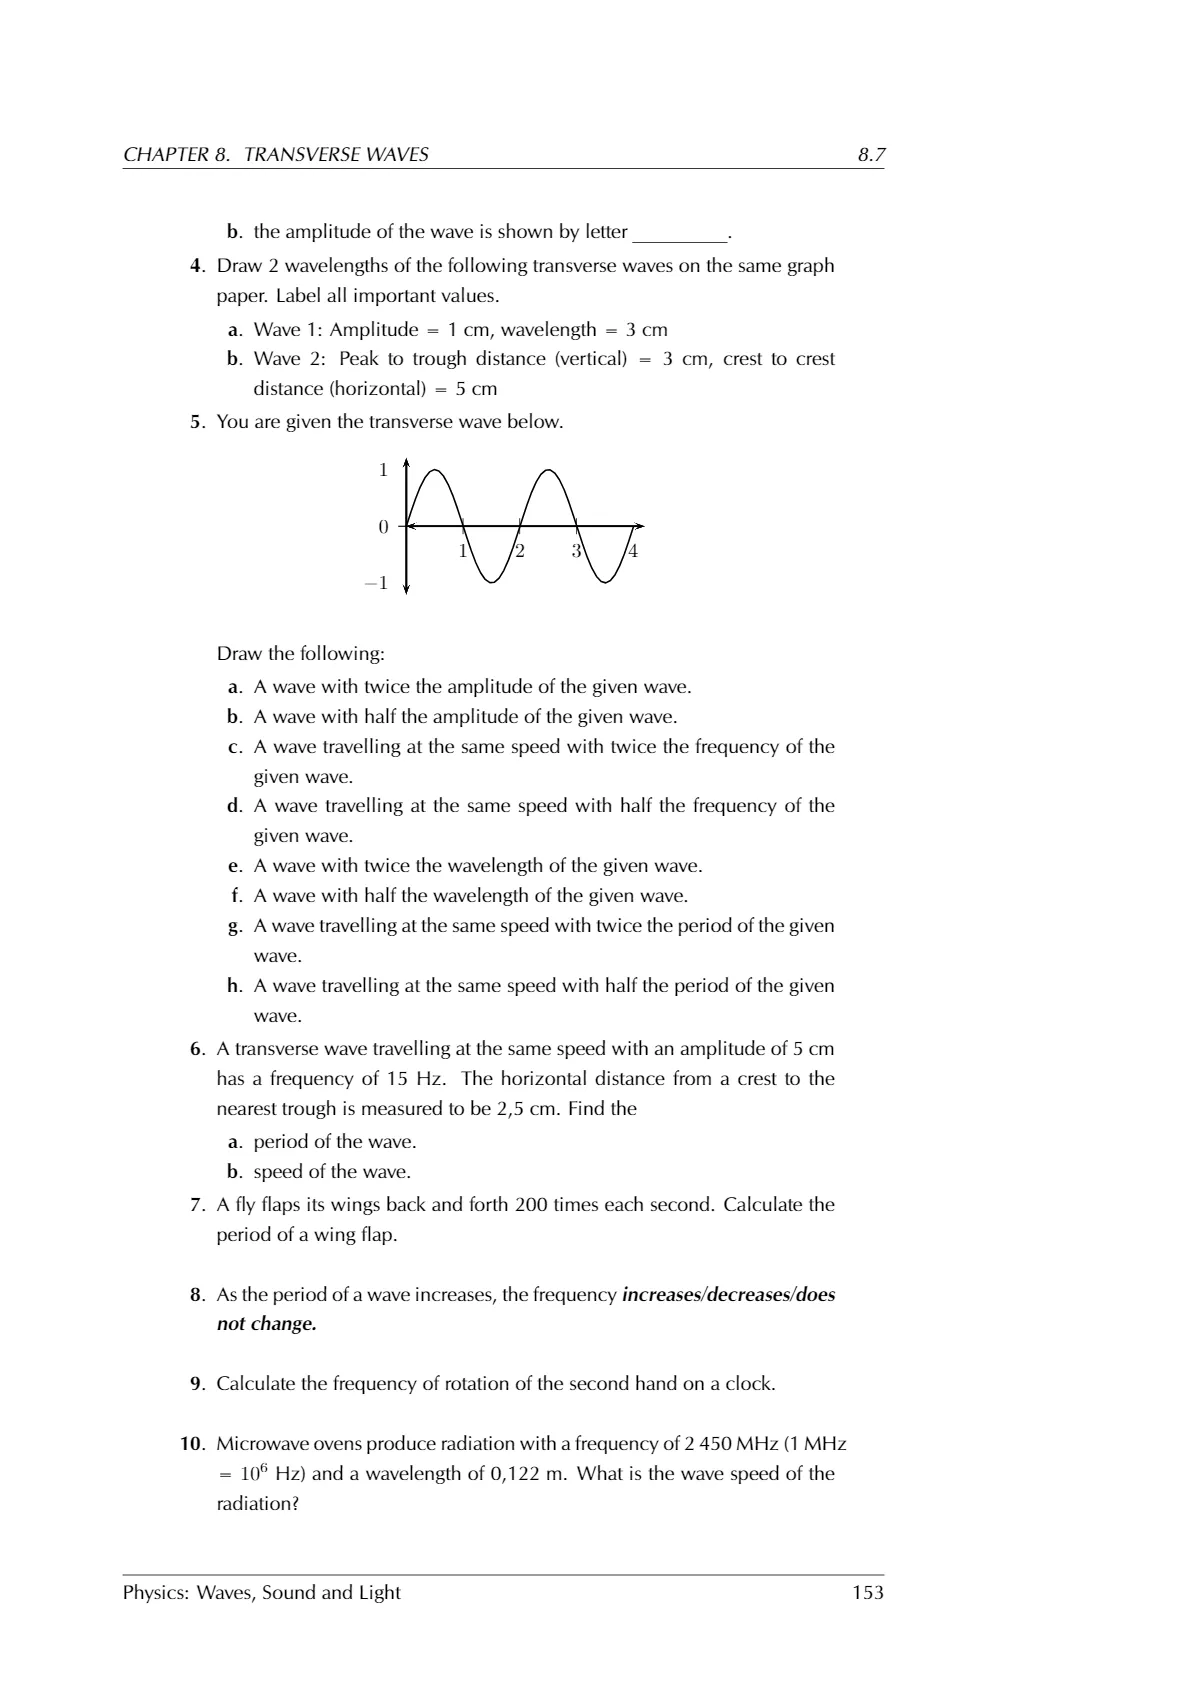 CHAPTER 8. TRANSVERSE WAVES 8.7
b. the amplitude of the wave is shown by letter _________.
4. Draw 2 wavelengths of the following transverse waves on the same graph
paper. Label all important values.
a. Wave 1: Amplitude = 1 cm, wavelength = 3 cm
b. Wave 2: Peak to trough distance (vertical) = 3 cm, crest to crest
distance (horizontal) = 5 cm
5. You are given the transverse wave below.
1
0
1 2 3 4
−1
Draw the following:
a. A wave with twice the amplitude of the given wave.
b. A wave with half the amplitude of the given wave.
c. A wave travelling at the same speed with twice the frequency of the
given wave.
d. A wave travelling at the same speed with half the frequency of the
given wave.
e. A wave with twice the wavelength of the given wave.
f. A wave with half the wavelength of the given wave.
g. A wave travelling at the same speed with twice the period of the given
wave.
h. A wave travelling at the same speed with half the period of the given
wave.
6. A transverse wave travelling at the same speed with an amplitude of 5 cm
has a frequency of 15 Hz. The horizontal distance from a crest to the
nearest trough is measured to be 2,5 cm. Find the
a. period of the wave.
b. speed of the wave.
7. A fly flaps its wings back and forth 200 times each second. Calculate the
period of a wing flap.
8. As the period of a wave increases, the frequency increases/decreases/does
not change.
9. Calculate the frequency of rotation of the second hand on a clock.
10. Microwave ovens produce radiation with a frequency of 2 450 MHz (1 MHz
= 10⁶ Hz) and a wavelength of 0,122 m. What is the wave speed of the
radiation?
Physics: Waves, Sound and Light 153